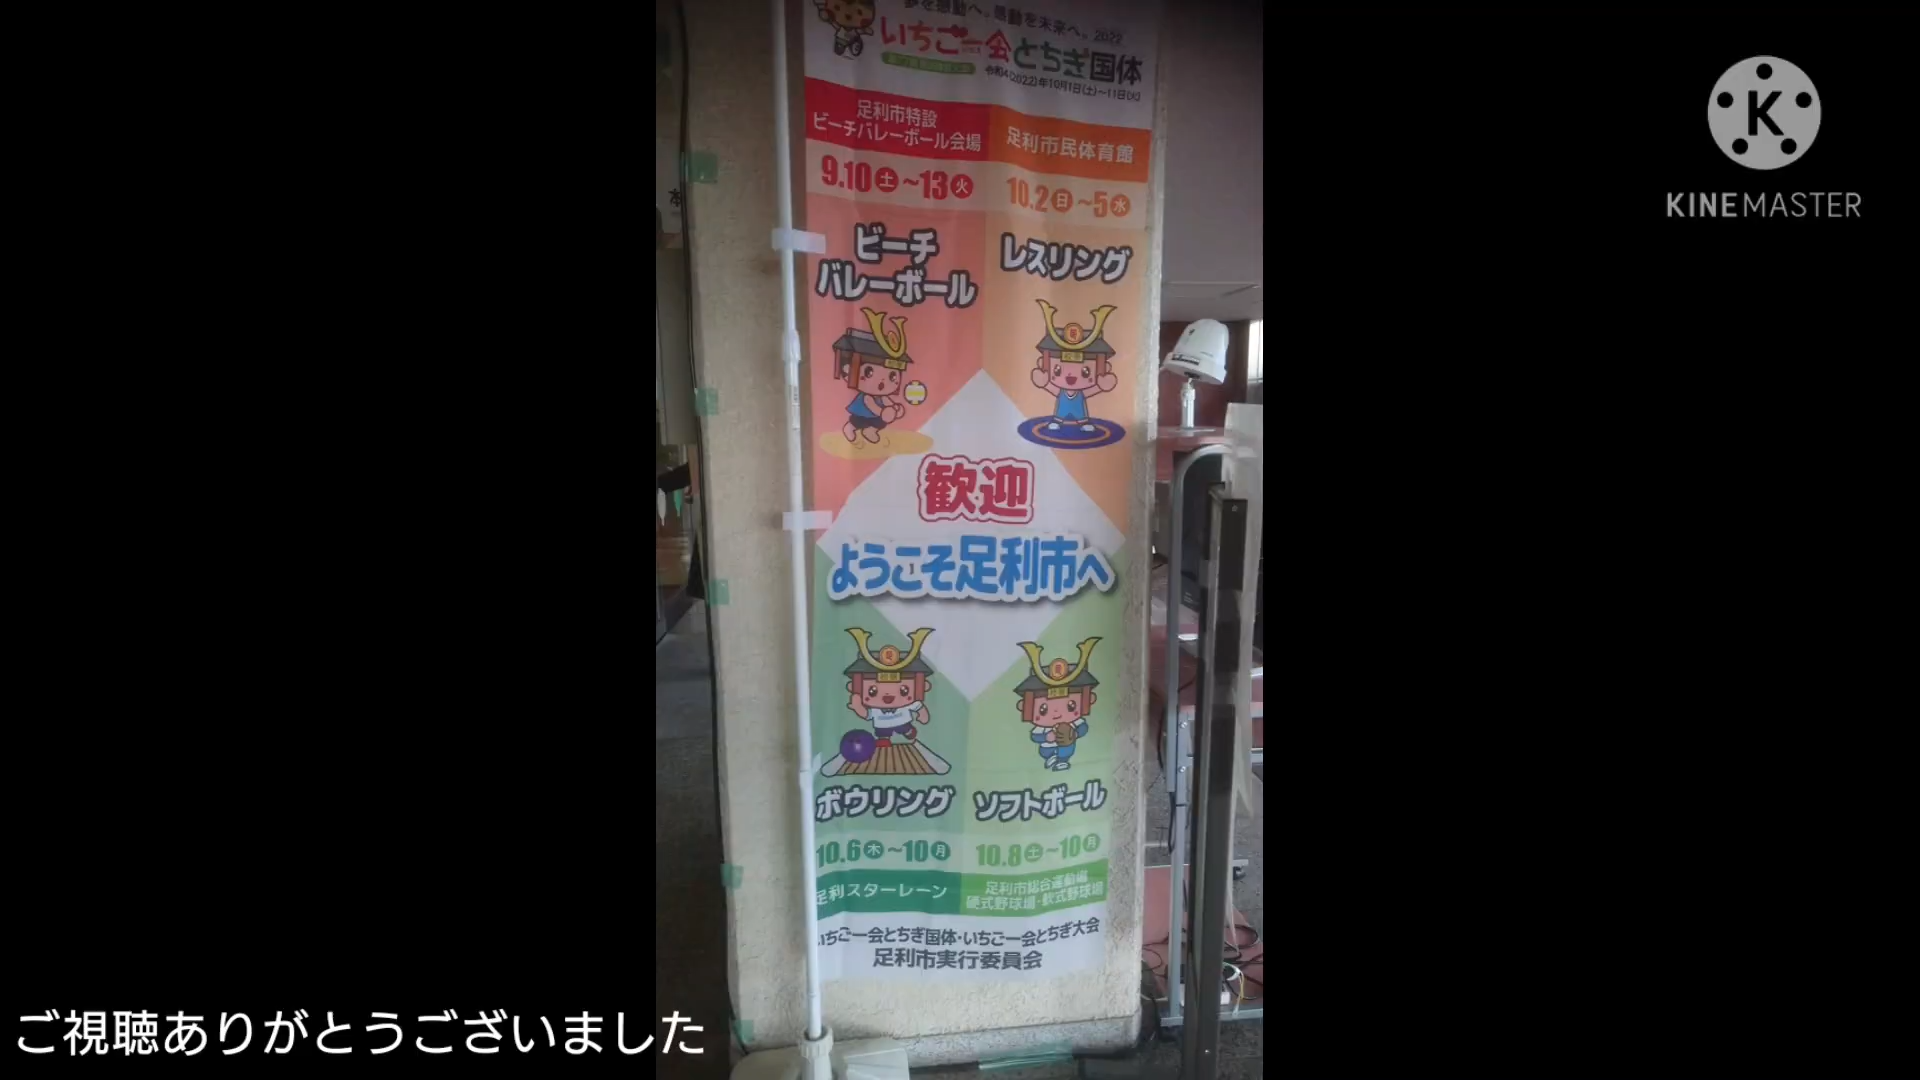 夢を感動へ。感動を未来へ。2022
いちご一会とちぎ国体
令和4(2022)年10月1日(土)~11日(火)
足利市特設
ビーチバレーボール会場
9.10土~13火
足利市民体育館
10.2日~5水
ビーチ
バレーボール
レスリング
歓迎
ようこそ足利市へ
ボウリング
10.6木~10月
足利スターレーン
ソフトボール
10.8土~10月
足利市総合運動場
硬式野球場・軟式野球場
いちご一会とちぎ国体・いちご一会とちぎ大会
足利市実行委員会
本
K
KINEMASTER
ご視聴ありがとうございました